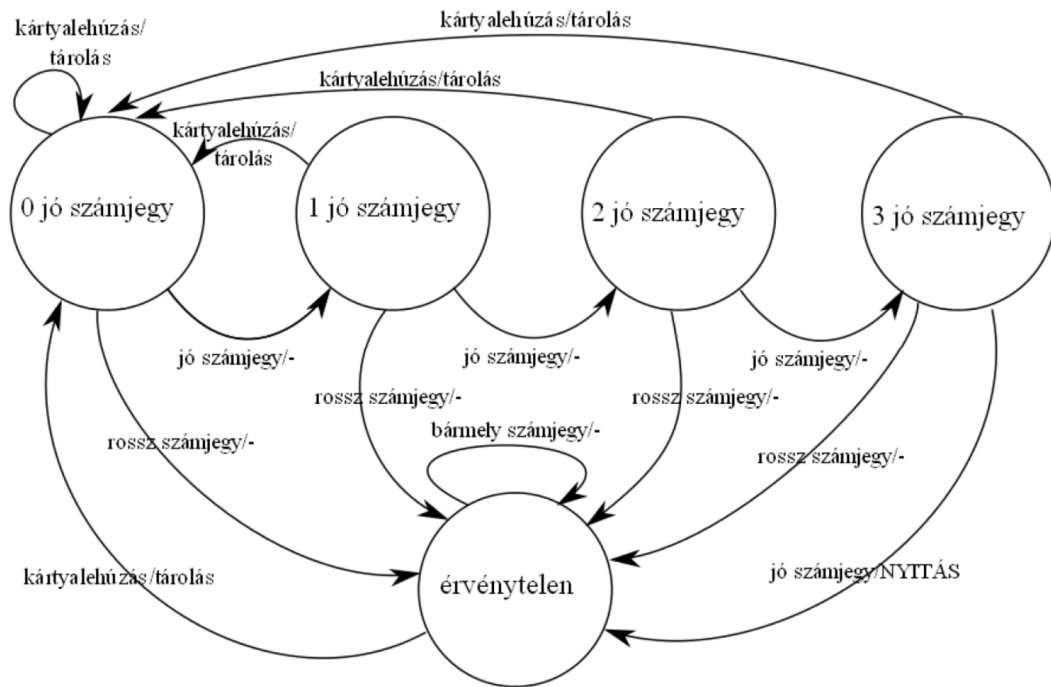 kártyalehúzás/tárolás
kártyalehúzás/
tárolás
kártyalehúzás/tárolás
kártyalehúzás/
tárolás
0 jó számjegy
1 jó számjegy
2 jó számjegy
3 jó számjegy
jó számjegy/-
jó számjegy/-
jó számjegy/-
rossz számjegy/-
rossz számjegy/-
bármely számjegy/-
rossz számjegy/-
rossz számjegy/-
kártyalehúzás/tárolás
érvénytelen
jó számjegy/NYITÁS